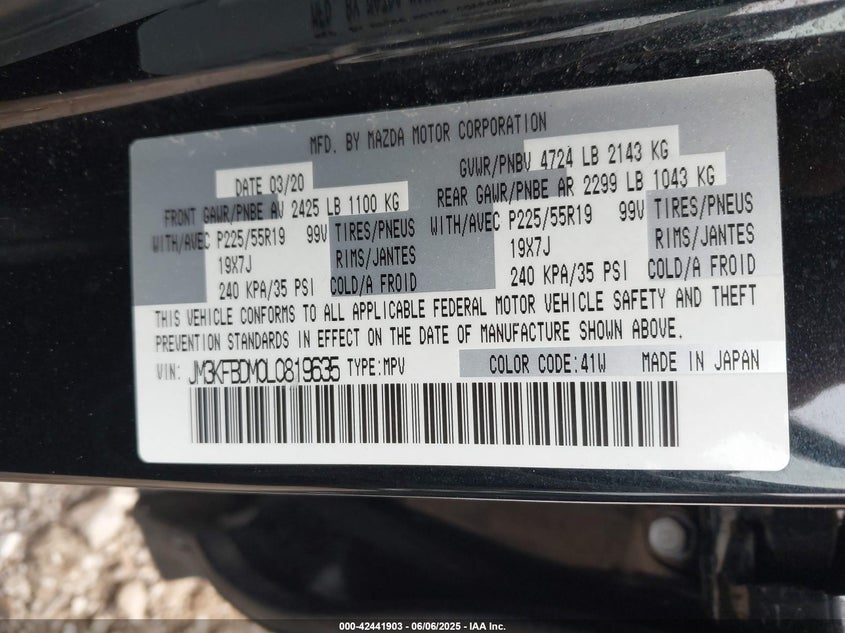 MFD. BY MAZDA MOTOR CORPORATION
DATE 03/20 GVWR/PNBV 4724 LB 2143 KG
FRONT GAWR/PNBE AV 2425 LB 1100 KG REAR GAWR/PNBE AR 2299 LB 1043 KG
WITH/AVEC P225/55R19 99V TIRES/PNEUS WITH/AVEC P225/55R19 99V TIRES/PNEUS
19X7J RIMS/JANTES 19X7J RIMS/JANTES
240 KPA/35 PSI COLD/A FROID 240 KPA/35 PSI COLD/A FROID
THIS VEHICLE CONFORMS TO ALL APPLICABLE FEDERAL MOTOR VEHICLE SAFETY AND THEFT
PREVENTION STANDARDS IN EFFECT ON THE DATE OF MANUFACTURE SHOWN ABOVE.
VIN: JM3KFBDM0L0819635 TYPE:MPV COLOR CODE:41W MADE IN JAPAN
000-42441903 / 06/06/2025 - IAA Inc.